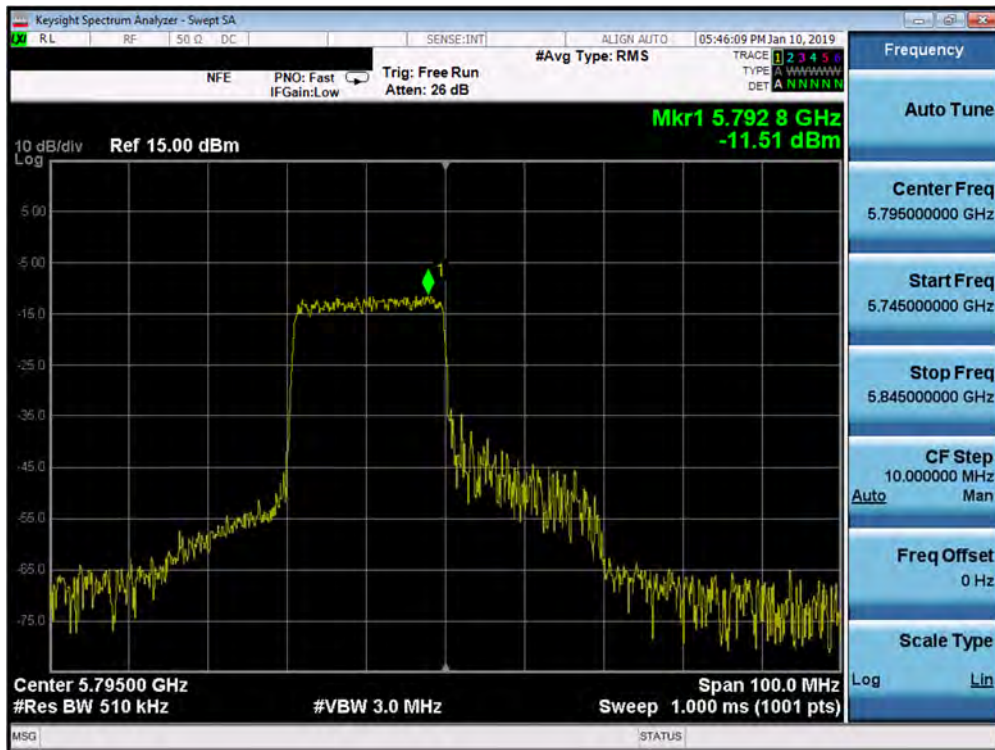 Keysight Spectrum Analyzer - Swept SA
LXI RL RF 50 Ω DC SENSE:INT ALIGN AUTO 05:46:09 PM Jan 10, 2019
NFE PNO: Fast Trig: Free Run #Avg Type: RMS TRACE 1 2 3 4 5 6
IFGain:Low Atten: 26 dB TYPE A W W W W W
DET A N N N N N
Mkr1 5.792 8 GHz
-11.51 dBm
10 dB/div Ref 15.00 dBm
Log
5.00
-5.00
1
-15.0
-25.0
-35.0
-45.0
-55.0
-65.0
-75.0
Center 5.79500 GHz Span 100.0 MHz
#Res BW 510 kHz #VBW 3.0 MHz Sweep 1.000 ms (1001 pts)
MSG STATUS
Frequency
Auto Tune
Center Freq
5.795000000 GHz
Start Freq
5.745000000 GHz
Stop Freq
5.845000000 GHz
CF Step
10.000000 MHz
Auto Man
Freq Offset
0 Hz
Scale Type
Log Lin